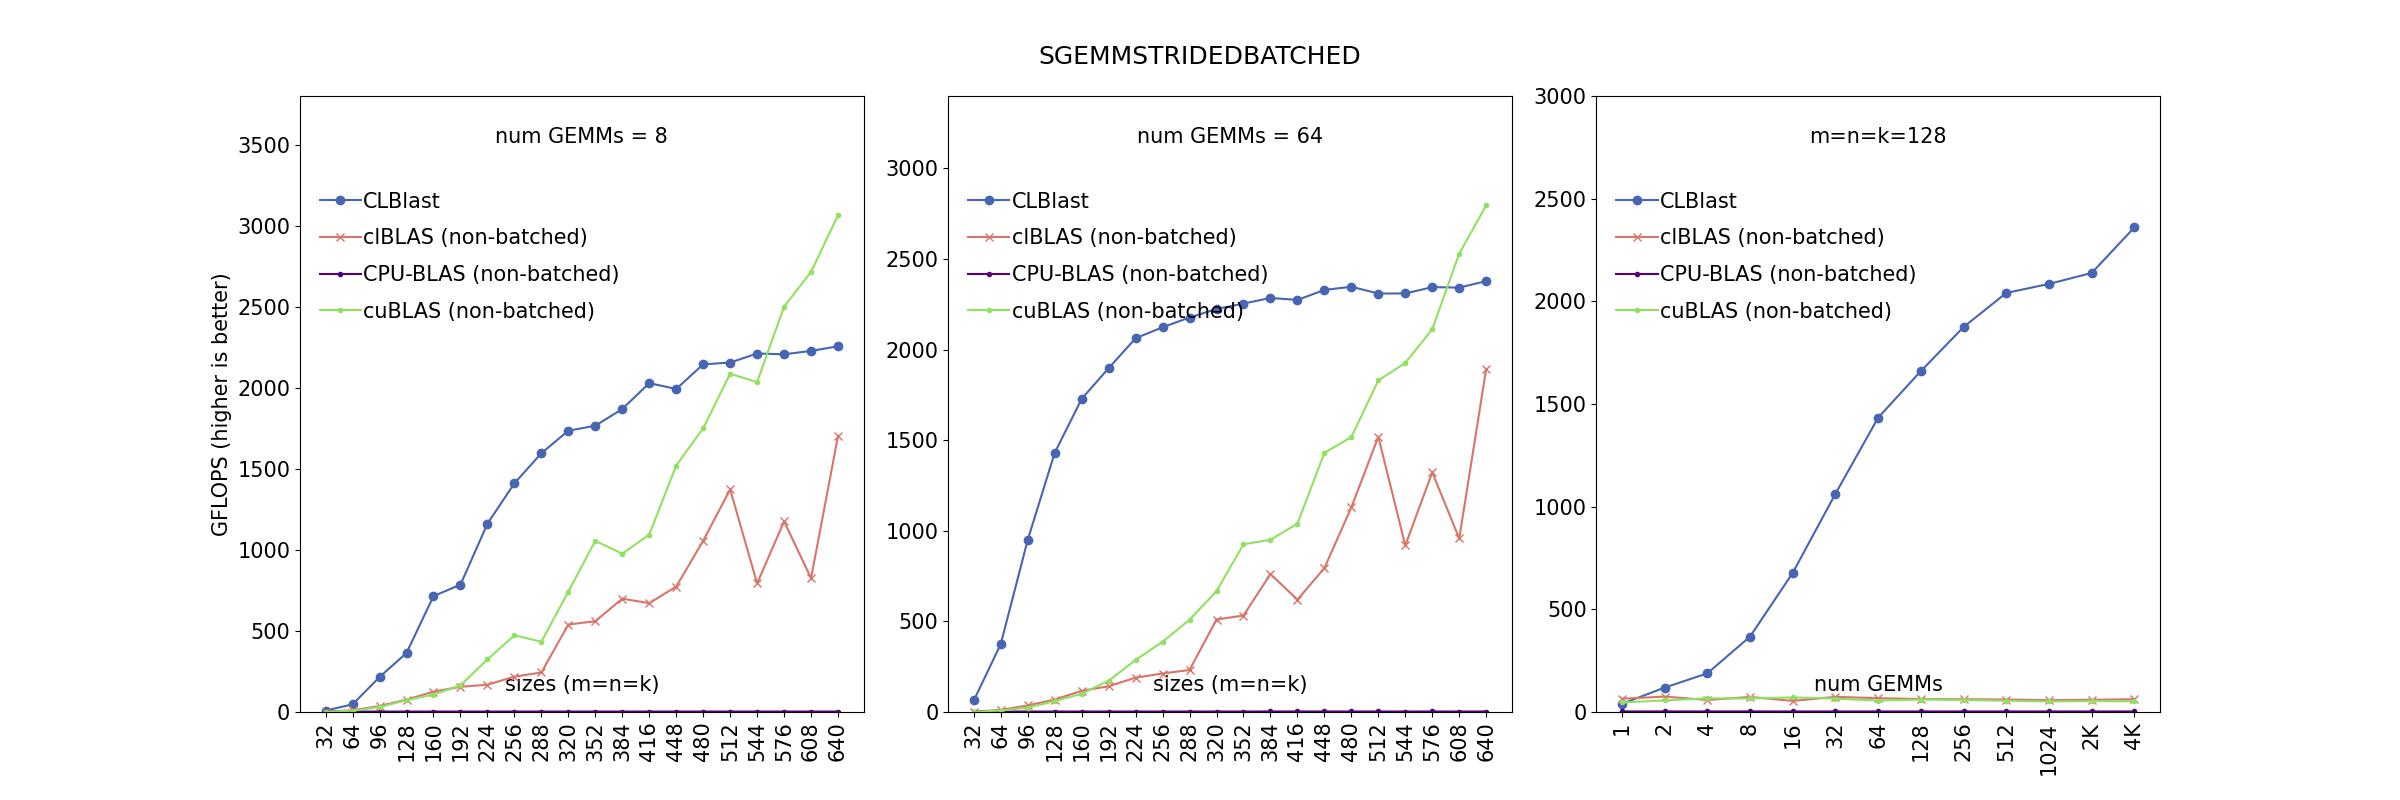 SGEMMSTRIDEDBATCHED
GFLOPS (higher is better)
num GEMMs = 8
3500
3000
2500
2000
1500
1000
500
0
CLBlast
clBLAS (non-batched)
CPU-BLAS (non-batched)
cuBLAS (non-batched)
sizes (m=n=k)
32 64 96 128 160 192 224 256 288 320 352 384 416 448 480 512 544 576 608 640
num GEMMs = 64
3000
2500
2000
1500
1000
500
0
CLBlast
clBLAS (non-batched)
CPU-BLAS (non-batched)
cuBLAS (non-batched)
sizes (m=n=k)
32 64 96 128 160 192 224 256 288 320 352 384 416 448 480 512 544 576 608 640
m=n=k=128
3000
2500
2000
1500
1000
500
0
CLBlast
clBLAS (non-batched)
CPU-BLAS (non-batched)
cuBLAS (non-batched)
num GEMMs
1 2 4 8 16 32 64 128 256 512 1024 2K 4K